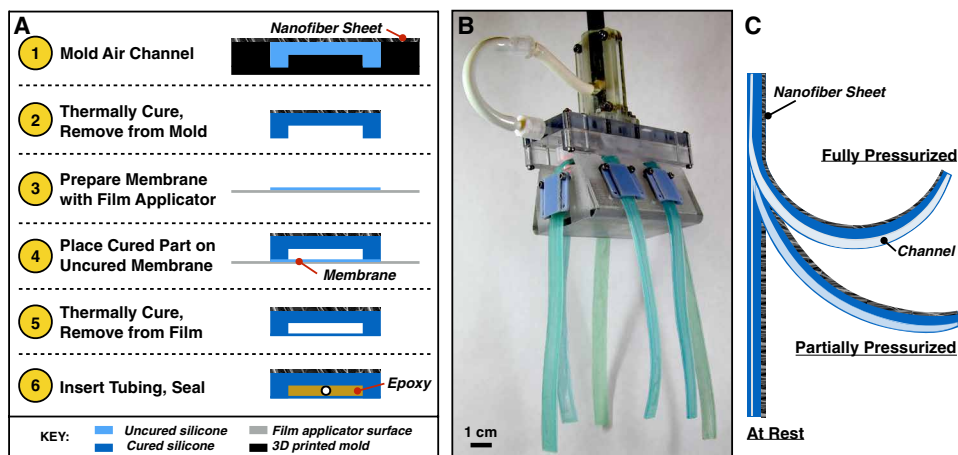 A
Nanofiber Sheet
1 Mold Air Channel
2 Thermally Cure,
Remove from Mold
3 Prepare Membrane
with Film Applicator
4 Place Cured Part on
Uncured Membrane
Membrane
5 Thermally Cure,
Remove from Film
6 Insert Tubing, Seal
Epoxy
KEY:
Uncured silicone
Film applicator surface
Cured silicone
3D printed mold
B
1 cm
C
Nanofiber Sheet
Fully Pressurized
Channel
Partially Pressurized
At Rest